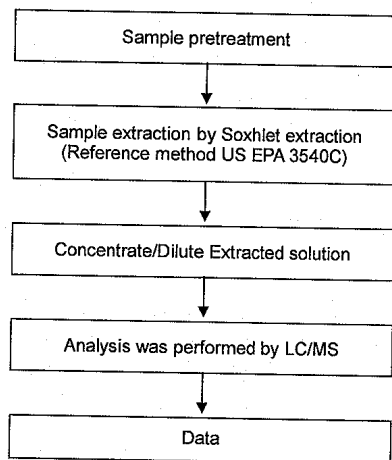 Sample pretreatment
Sample extraction by Soxhlet extraction
(Reference method US EPA 3540C)
Concentrate/Dilute Extracted solution
Analysis was performed by LC/MS
Data